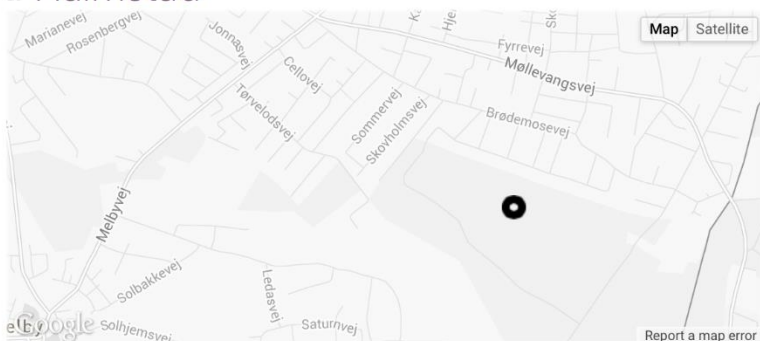 Map Satellite
Marianevej
Rosenbergvej
Jonnasvej
Cellovej
Tørvelodsvej
Sommervej
Skovholmsvej
Fyrrevej
Møllevangsvej
Brødemosevej
Melbyvej
Solbakkevej
Ledasvej
Saturnvej
Solhjemsvej
Google
Report a map error